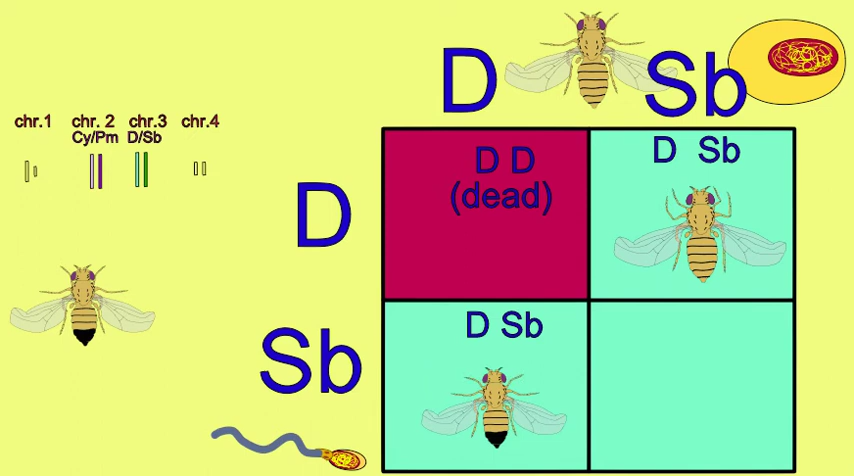 D Sb
chr.1 chr. 2 chr.3 chr.4
Cy/Pm D/Sb
D D
(dead)
D Sb
D
D Sb
Sb